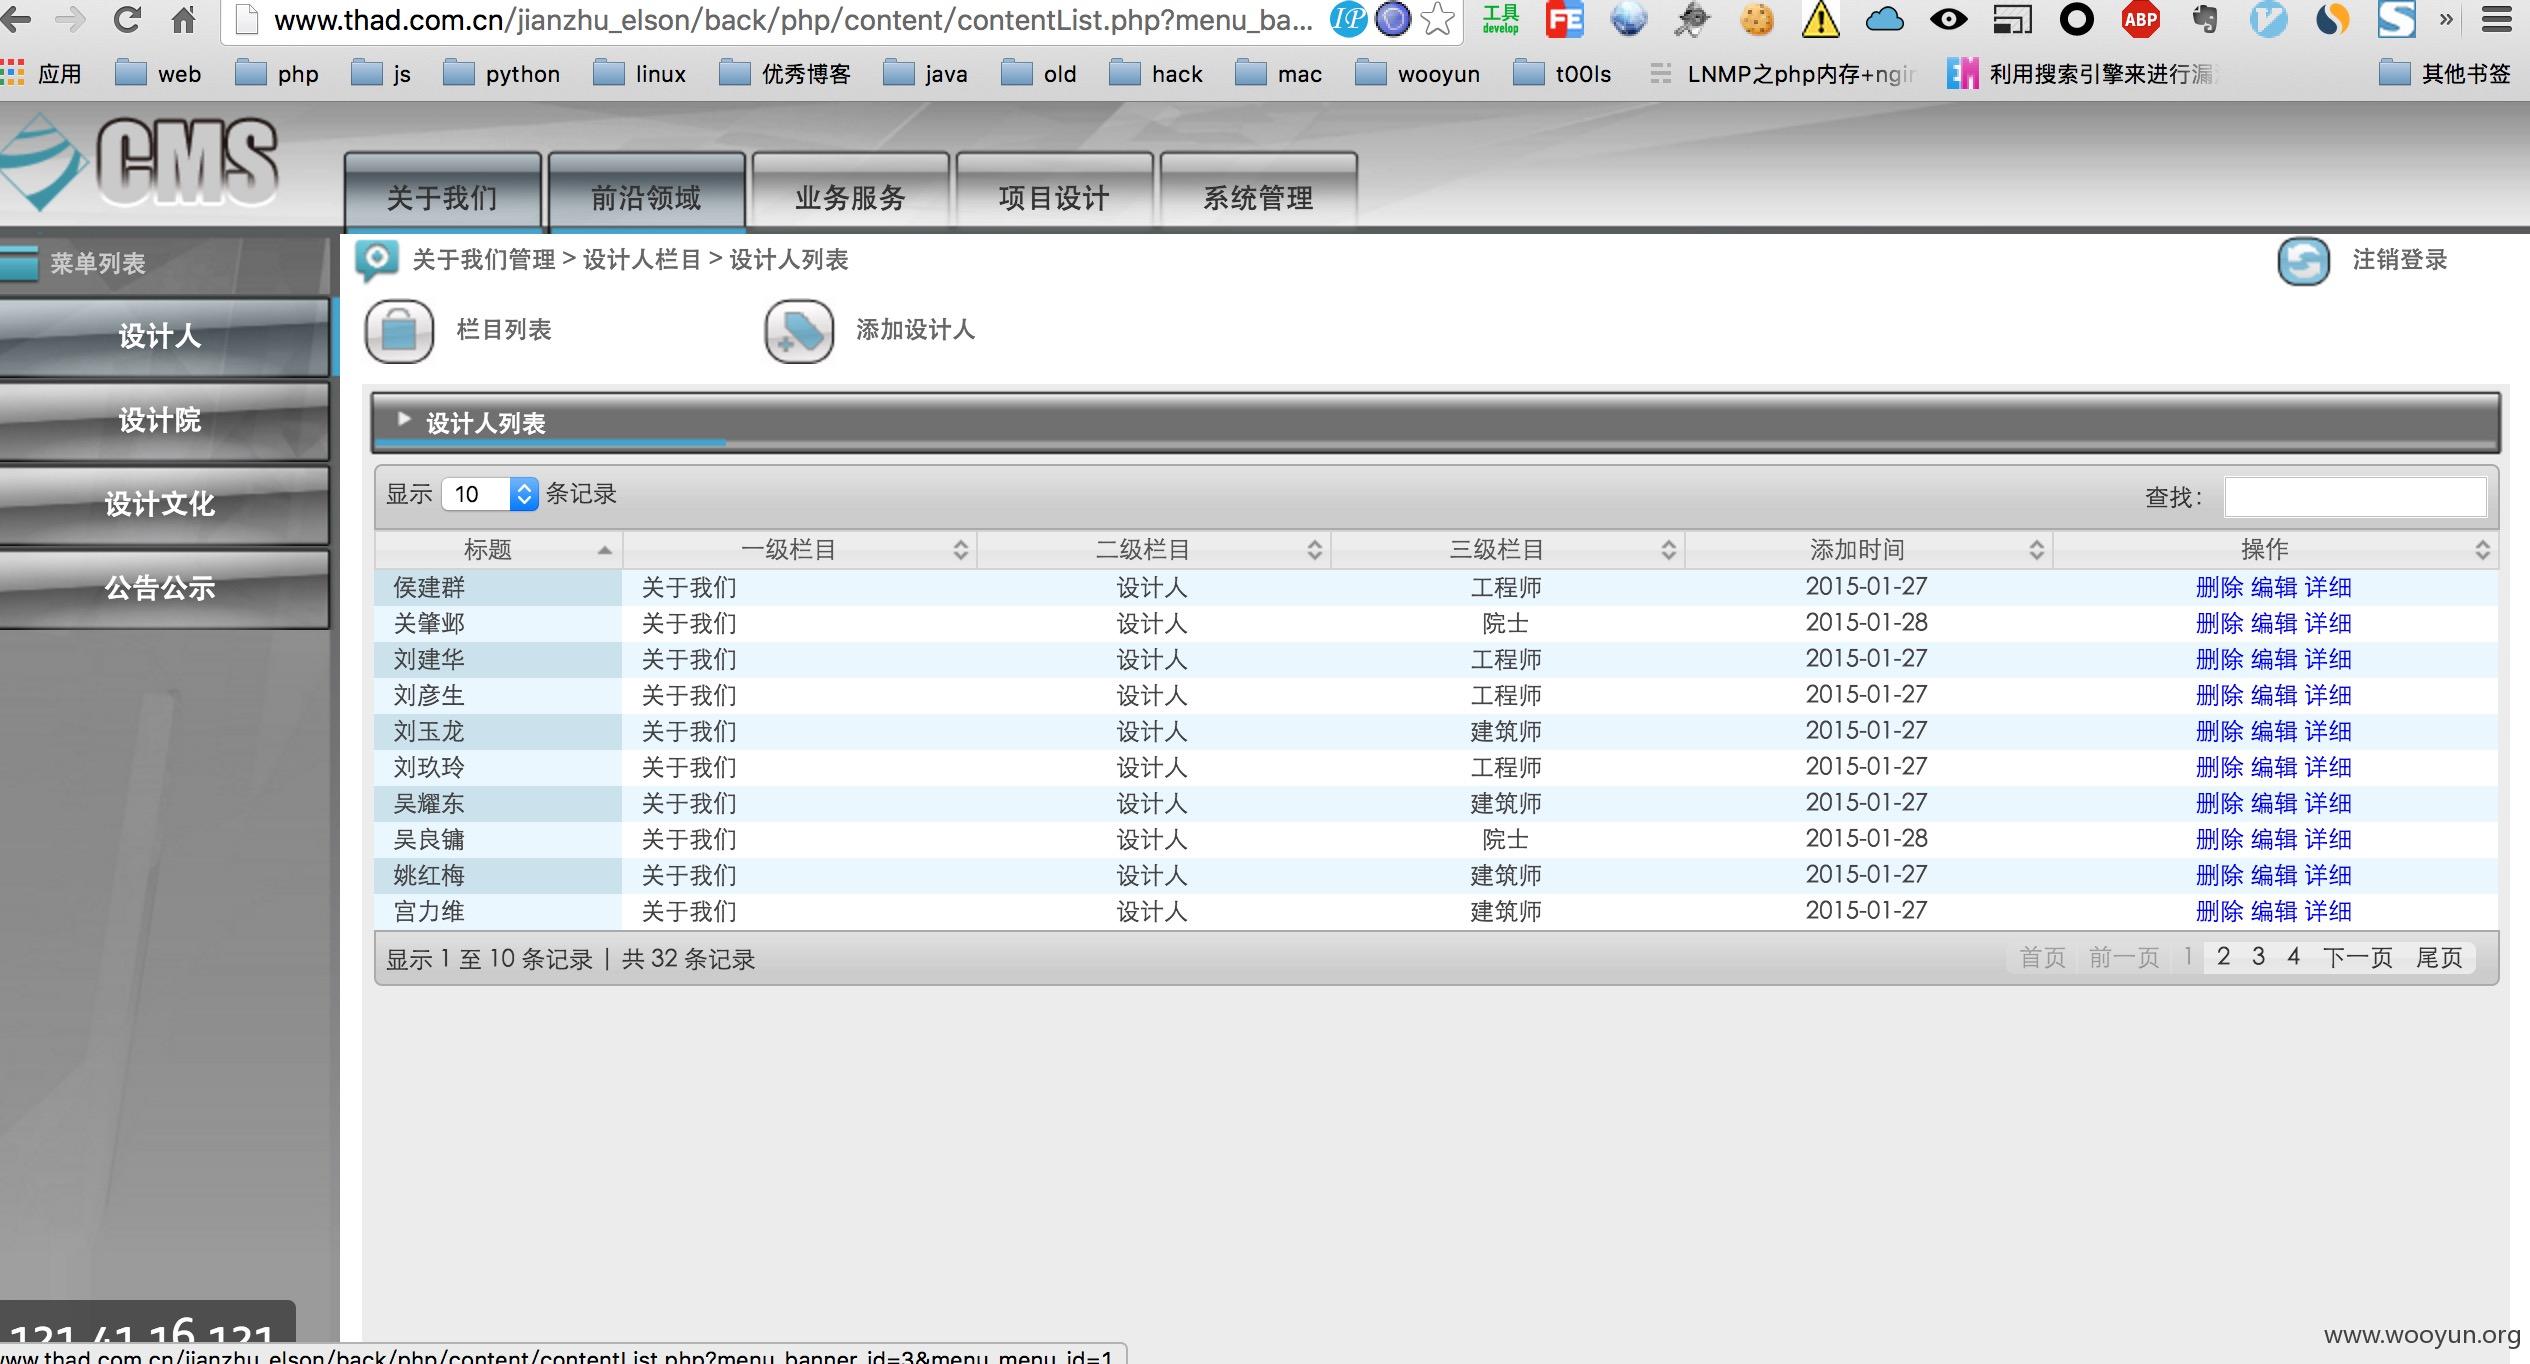 www.thad.com.cn/jianzhu_elson/back/php/content/contentList.php?menu_ba... IP 工具 develop FE ABP »
应用 web php js python linux 优秀博客 java old hack mac wooyun t00ls LNMP之php内存+ngin EM 利用搜索引擎来进行漏 其他书签
CMS
关于我们 前沿领域 业务服务 项目设计 系统管理
菜单列表
关于我们管理 > 设计人栏目 > 设计人列表 注销登录
栏目列表 添加设计人
设计人
设计院
设计文化
公告公示
设计人列表
显示 10 条记录 查找:
标题 一级栏目 二级栏目 三级栏目 添加时间 操作
侯建群 关于我们 设计人 工程师 2015-01-27 删除 编辑 详细
关肇邺 关于我们 设计人 院士 2015-01-28 删除 编辑 详细
刘建华 关于我们 设计人 工程师 2015-01-27 删除 编辑 详细
刘彦生 关于我们 设计人 工程师 2015-01-27 删除 编辑 详细
刘玉龙 关于我们 设计人 建筑师 2015-01-27 删除 编辑 详细
刘玖玲 关于我们 设计人 工程师 2015-01-27 删除 编辑 详细
吴耀东 关于我们 设计人 建筑师 2015-01-27 删除 编辑 详细
吴良镛 关于我们 设计人 院士 2015-01-28 删除 编辑 详细
姚红梅 关于我们 设计人 建筑师 2015-01-27 删除 编辑 详细
宫力维 关于我们 设计人 建筑师 2015-01-27 删除 编辑 详细
显示 1 至 10 条记录 | 共 32 条记录 首页 前一页 1 2 3 4 下一页 尾页
121.41.16.121
www.thad.com.cn/jianzhu_elson/back/php/content/contentList.php?menu_banner_id=3&menu_menu_id=1
www.wooyun.org